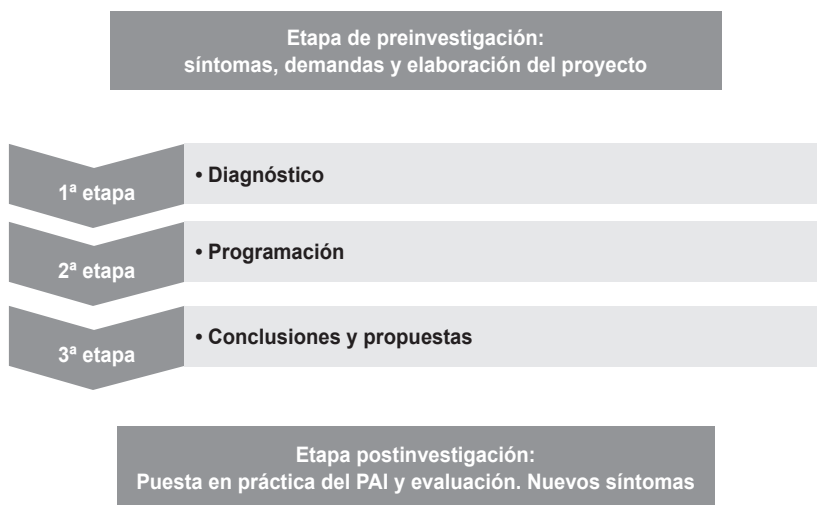 Etapa de preinvestigación:
síntomas, demandas y elaboración del proyecto
1ª etapa
• Diagnóstico
2ª etapa
• Programación
3ª etapa
• Conclusiones y propuestas
Etapa postinvestigación:
Puesta en práctica del PAI y evaluación. Nuevos síntomas